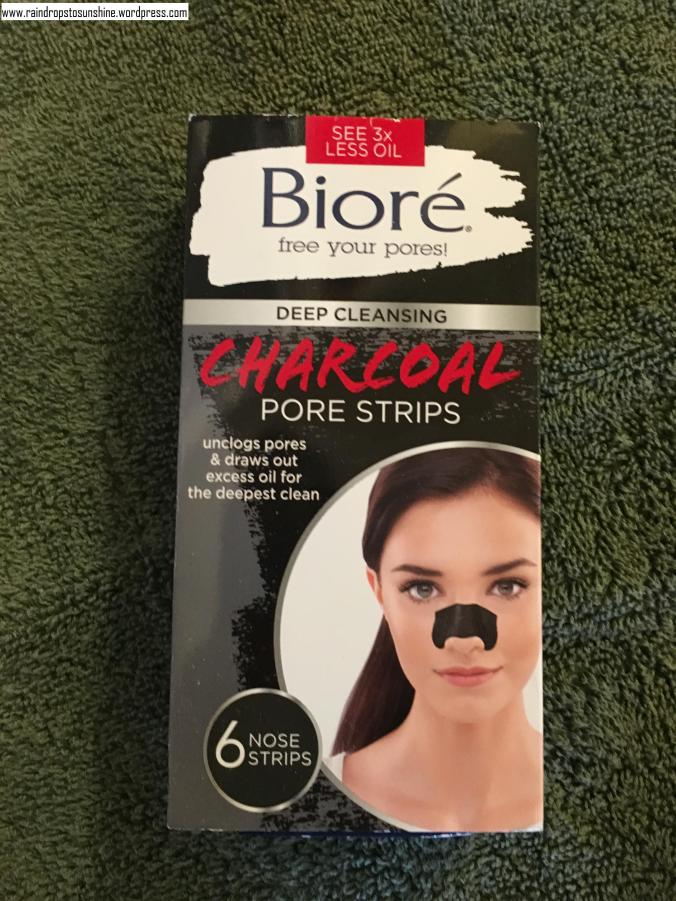 www.raindropstosunshine.wordpress.com
SEE 3x
LESS OIL
Bioré®
free your pores!
DEEP CLEANSING
CHARCOAL
PORE STRIPS
unclogs pores
& draws out
excess oil for
the deepest clean
6 NOSE
STRIPS